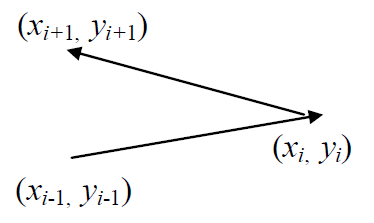 (xi+1, yi+1)
(xi, yi)
(xi-1, yi-1)